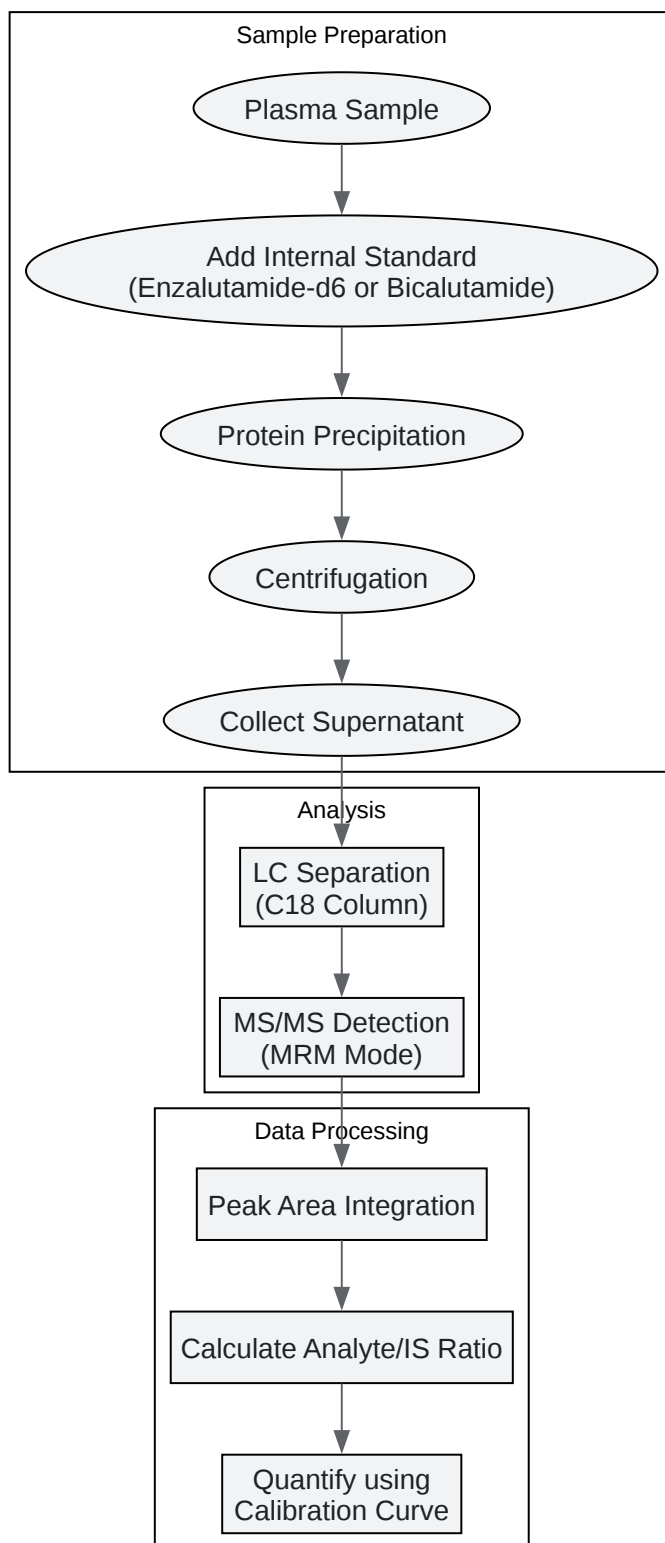 Sample Preparation
Plasma Sample
Add Internal Standard
(Enzalutamide-d6 or Bicalutamide)
Protein Precipitation
Centrifugation
Collect Supernatant
Analysis
LC Separation
(C18 Column)
MS/MS Detection
(MRM Mode)
Data Processing
Peak Area Integration
Calculate Analyte/IS Ratio
Quantify using
Calibration Curve